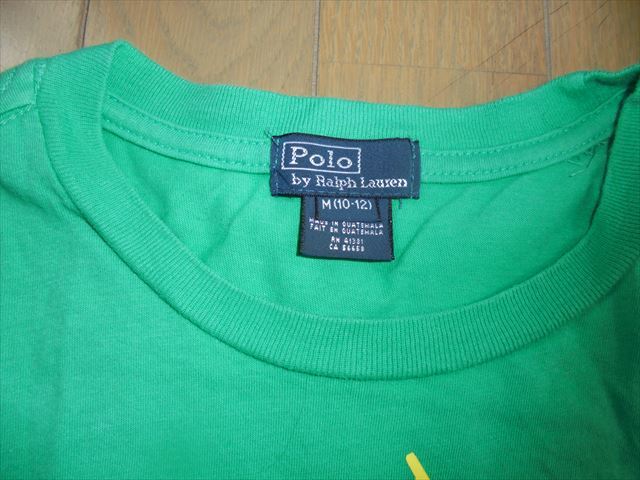 Polo
by Ralph Lauren
M (10-12)
MADE IN GUATEMALA
FAIT EN GUATEMALA
RN 41381
CA 56658